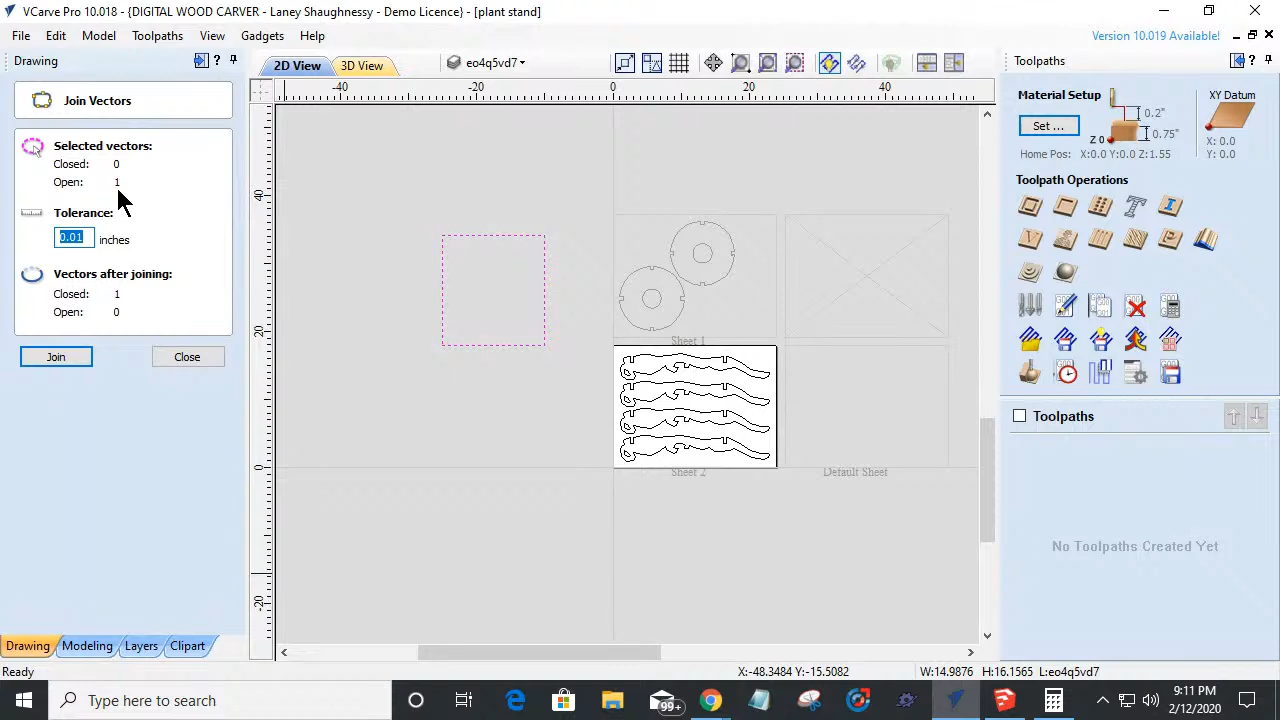 VCarve Pro 10.018 - {DIGITAL WOOD CARVER - Laney Shaughnessy - Demo Licence} - [plant stand]
File Edit Model Toolpaths View Gadgets Help
Version 10.019 Available!
Drawing
2D View
3D View
eo4q5vd7
Toolpaths
-40 -20 0 20 40
Join Vectors
Selected vectors:
Closed: 0
Open: 1
Tolerance:
0.01 inches
Vectors after joining:
Closed: 1
Open: 0
Join
Close
40
20
0
-20
Sheet 1
Sheet 2
Default Sheet
Material Setup
Set ...
0.2"
Z 0
0.75"
XY Datum
X: 0.0
Y: 0.0
Home Pos: X:0.0 Y:0.0 Z:1.55
Toolpath Operations
Toolpaths
No Toolpaths Created Yet
Drawing
Modeling
Layers
Clipart
Ready
X:-48.3484 Y:-15.5082
W:14.9876 H:16.1565 L:eo4q5vd7
Type here to search
99+
9:11 PM
2/12/2020